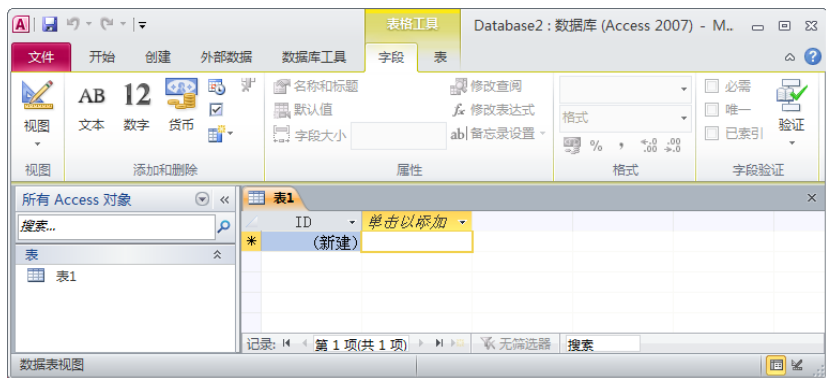 表格工具 Database2 : 数据库 (Access 2007) - M..
文件 开始 创建 外部数据 数据库工具 字段 表
视图 AB 文本 12 数字 货币
名称和标题
默认值
字段大小
修改查阅
fx 修改表达式
ab| 备忘录设置
格式
% , .00 .00
必需
唯一
已索引
验证
视图 添加和删除 属性 格式 字段验证
所有 Access 对象 « 表1 ×
搜索...
ID 单击以添加
* (新建)
表
表1
记录: 第 1 项(共 1 项) 无筛选器 搜索
数据表视图